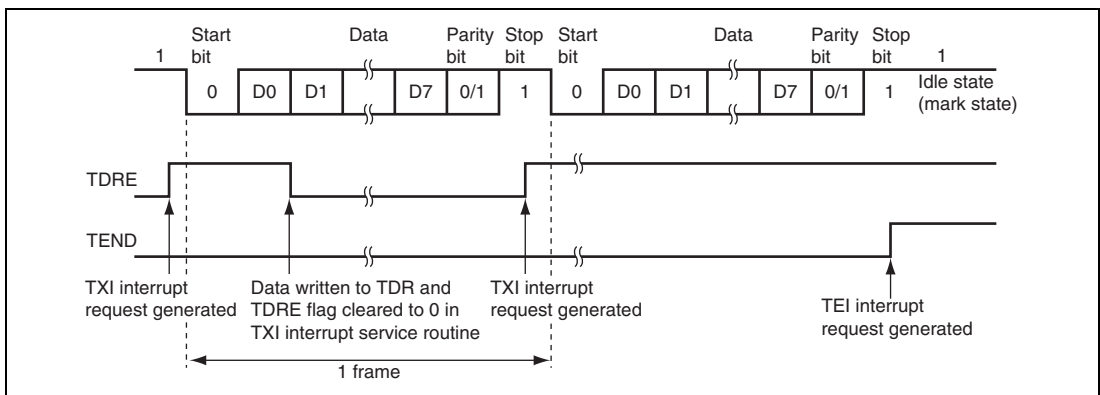 Start Data Parity Stop Start Data Parity Stop
1 bit bit bit bit bit bit 1
0 D0 D1 D7 0/1 1 0 D0 D1 D7 0/1 1 Idle state
(mark state)
TDRE
TEND
TXI interrupt
request generated
Data written to TDR and
TDRE flag cleared to 0 in
TXI interrupt service routine
TXI interrupt
request generated
TEI interrupt
request generated
1 frame